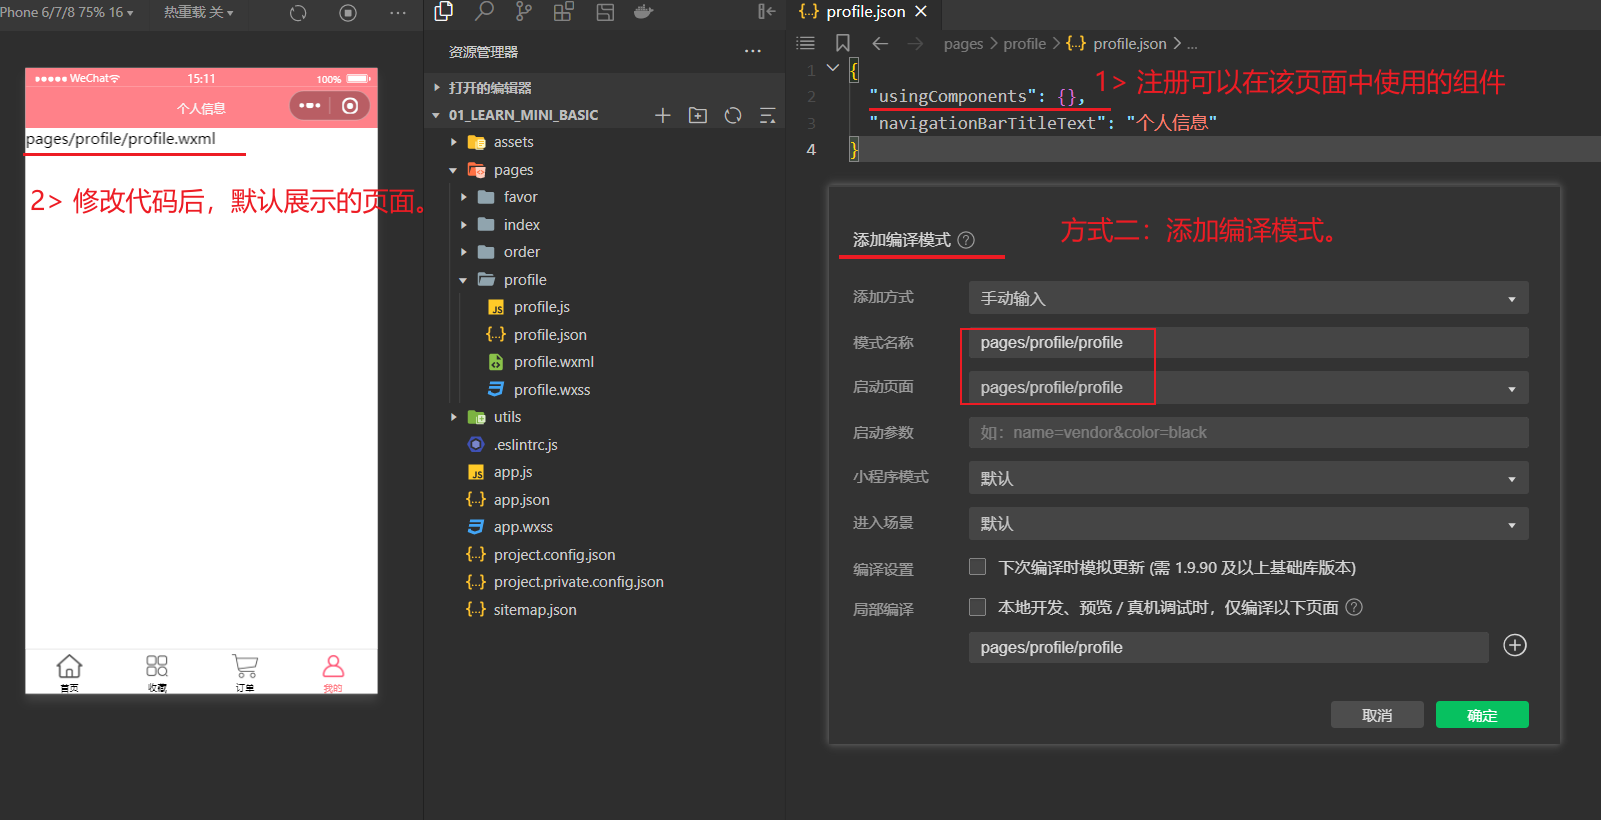 Phone 6/7/8 75% 16
热重载 关
WeChat
15:11
100%
个人信息
pages/profile/profile.wxml
2> 修改代码后，默认展示的页面。
首页
收藏
订单
我的
资源管理器
打开的编辑器
01_LEARN_MINI_BASIC
assets
pages
favor
index
order
profile
profile.js
profile.json
profile.wxml
profile.wxss
utils
.eslintrc.js
app.js
app.json
app.wxss
project.config.json
project.private.config.json
sitemap.json
{..} profile.json
pages > profile > {..} profile.json > ...
1 {
2 "usingComponents": {},
3 "navigationBarTitleText": "个人信息"
4 }
1> 注册可以在该页面中使用的组件
方式二：添加编译模式。
添加编译模式
添加方式 手动输入
模式名称 pages/profile/profile
启动页面 pages/profile/profile
启动参数 如：name=vendor&color=black
小程序模式 默认
进入场景 默认
编译设置 下次编译时模拟更新 (需 1.9.90 及以上基础库版本)
局部编译 本地开发、预览 / 真机调试时，仅编译以下页面
pages/profile/profile
取消 确定